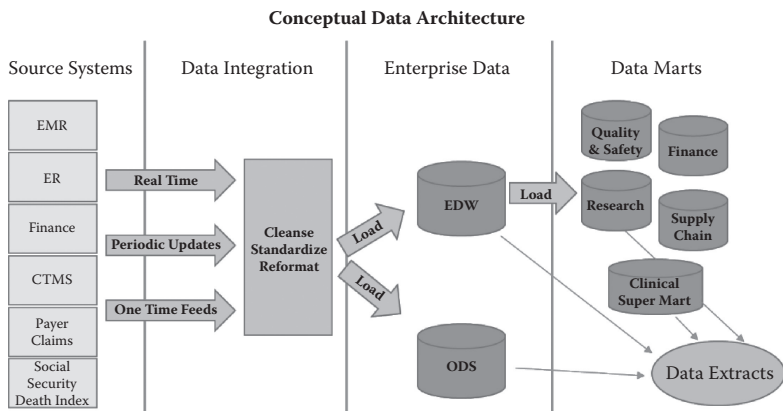 Conceptual Data Architecture
Source Systems
Data Integration
Enterprise Data
Data Marts
EMR
ER
Finance
CTMS
Payer
Claims
Social
Security
Death Index
Real Time
Periodic Updates
One Time Feeds
Cleanse
Standardize
Reformat
Load
Load
EDW
ODS
Load
Quality
& Safety
Finance
Research
Supply
Chain
Clinical
Super Mart
Data Extracts